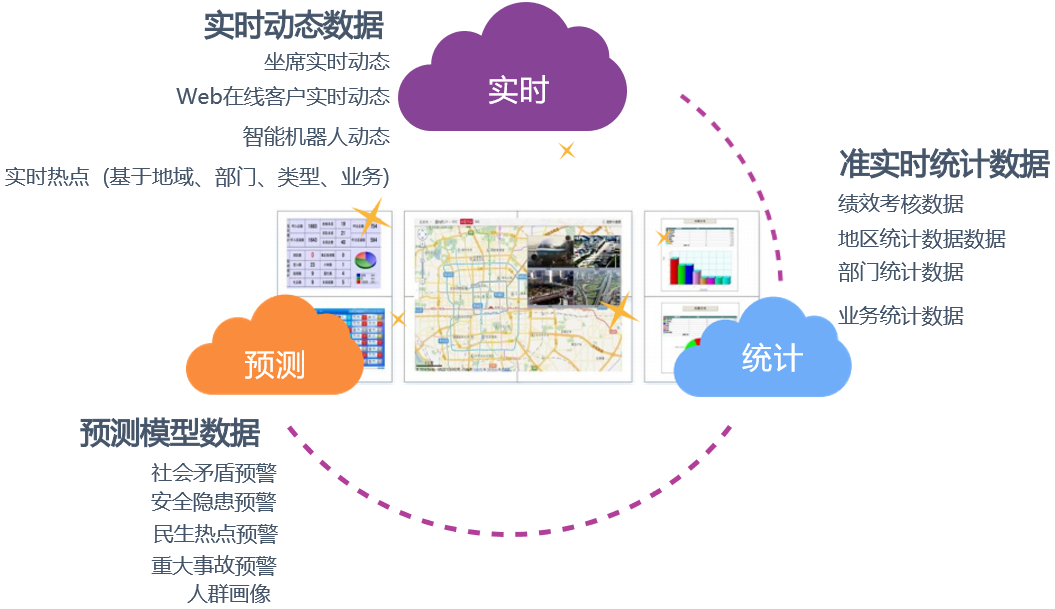 实时动态数据
坐席实时动态
Web在线客户实时动态
智能机器人动态
实时热点 (基于地域、部门、类型、业务)
实时
准实时统计数据
绩效考核数据
地区统计数据数据
部门统计数据
业务统计数据
预测
统计
预测模型数据
社会矛盾预警
安全隐患预警
民生热点预警
重大事故预警
人群画像